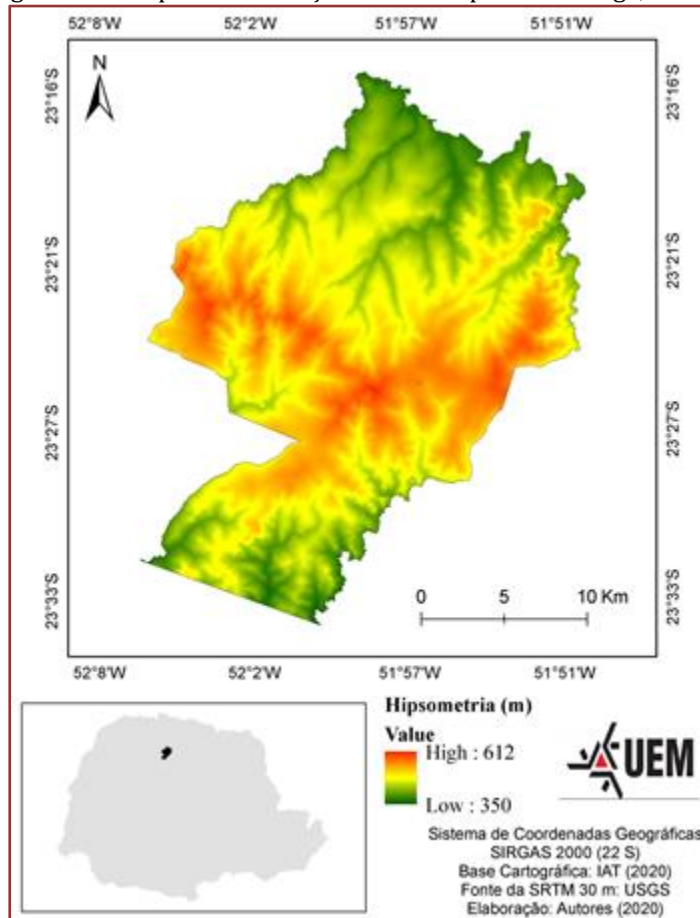 52°8'W 52°2'W 51°57'W 51°51'W
N
23°16'S 23°16'S
23°21'S 23°21'S
23°27'S 23°27'S
23°33'S 23°33'S
0 5 10 Km
52°8'W 52°2'W 51°57'W 51°51'W
Hipsometria (m)
Value
High : 612
Low : 350
UEM
Sistema de Coordenadas Geográficas
SIRGAS 2000 (22 S)
Base Cartográfica: IAT (2020)
Fonte da SRTM 30 m: USGS
Elaboração: Autores (2020)